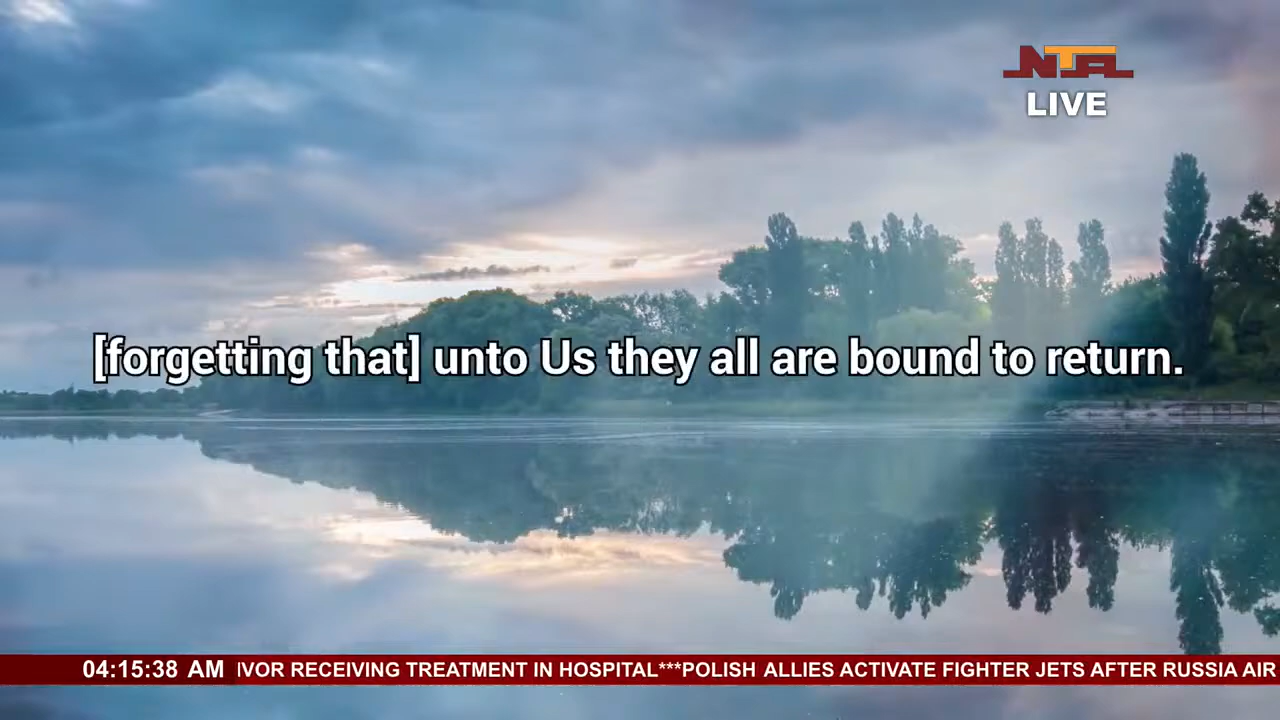 NTA
LIVE
[forgetting that] unto Us they all are bound to return.
04:15:38 AM IVOR RECEIVING TREATMENT IN HOSPITAL***POLISH ALLIES ACTIVATE FIGHTER JETS AFTER RUSSIA AIR